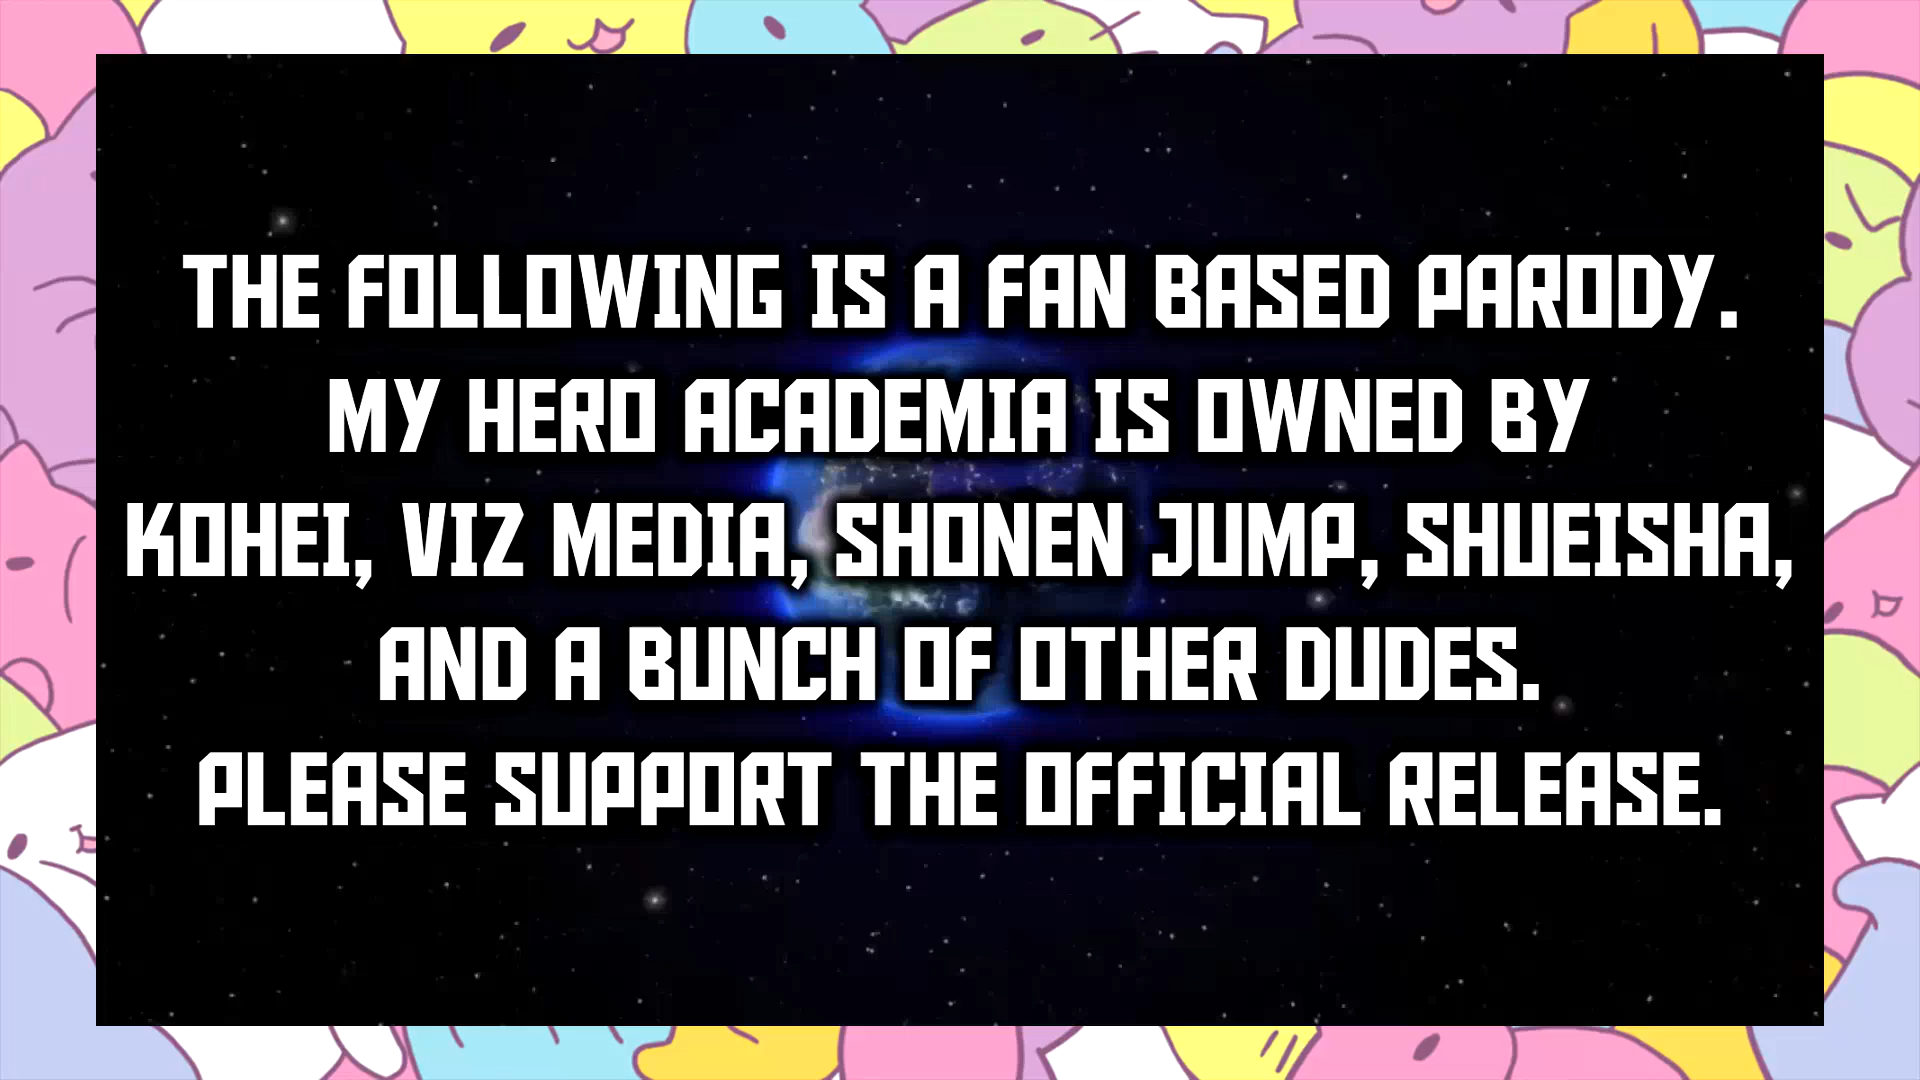 THE FOLLOWING IS A FAN BASED PARODY.
MY HERO ACADEMIA IS OWNED BY
KOHEI, VIZ MEDIA, SHONEN JUMP, SHUEISHA,
AND A BUNCH OF OTHER DUDES.
PLEASE SUPPORT THE OFFICIAL RELEASE.